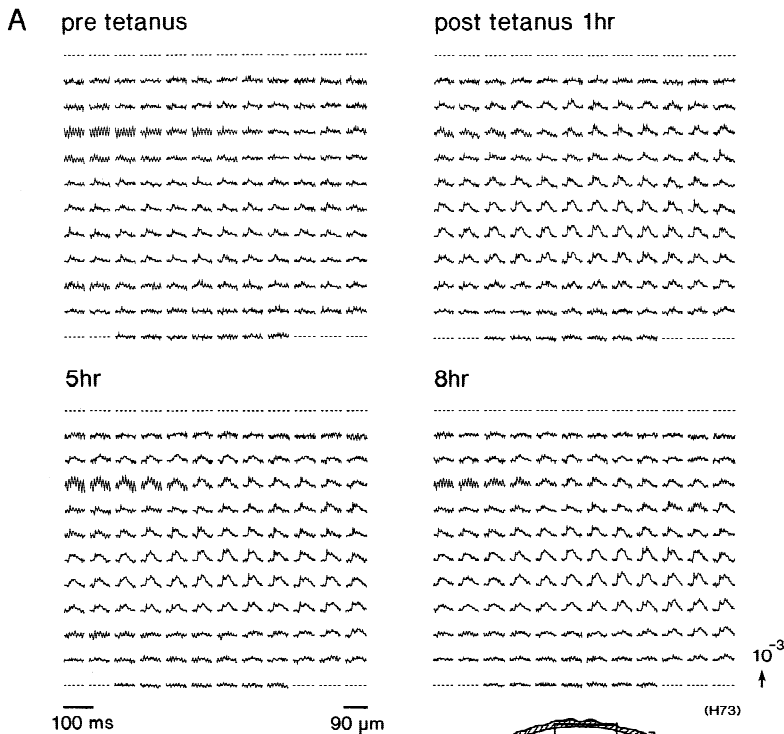 A pre tetanus post tetanus 1hr
5hr 8hr
10⁻³
(H73)
100 ms 90 μm